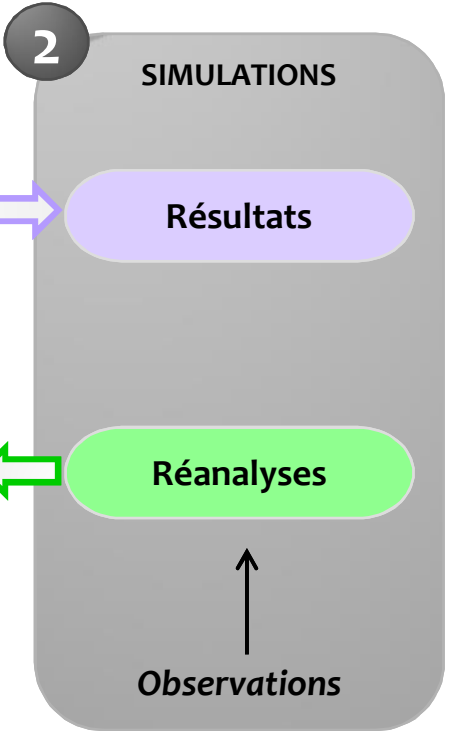 2
SIMULATIONS
Résultats
Réanalyses
Observations